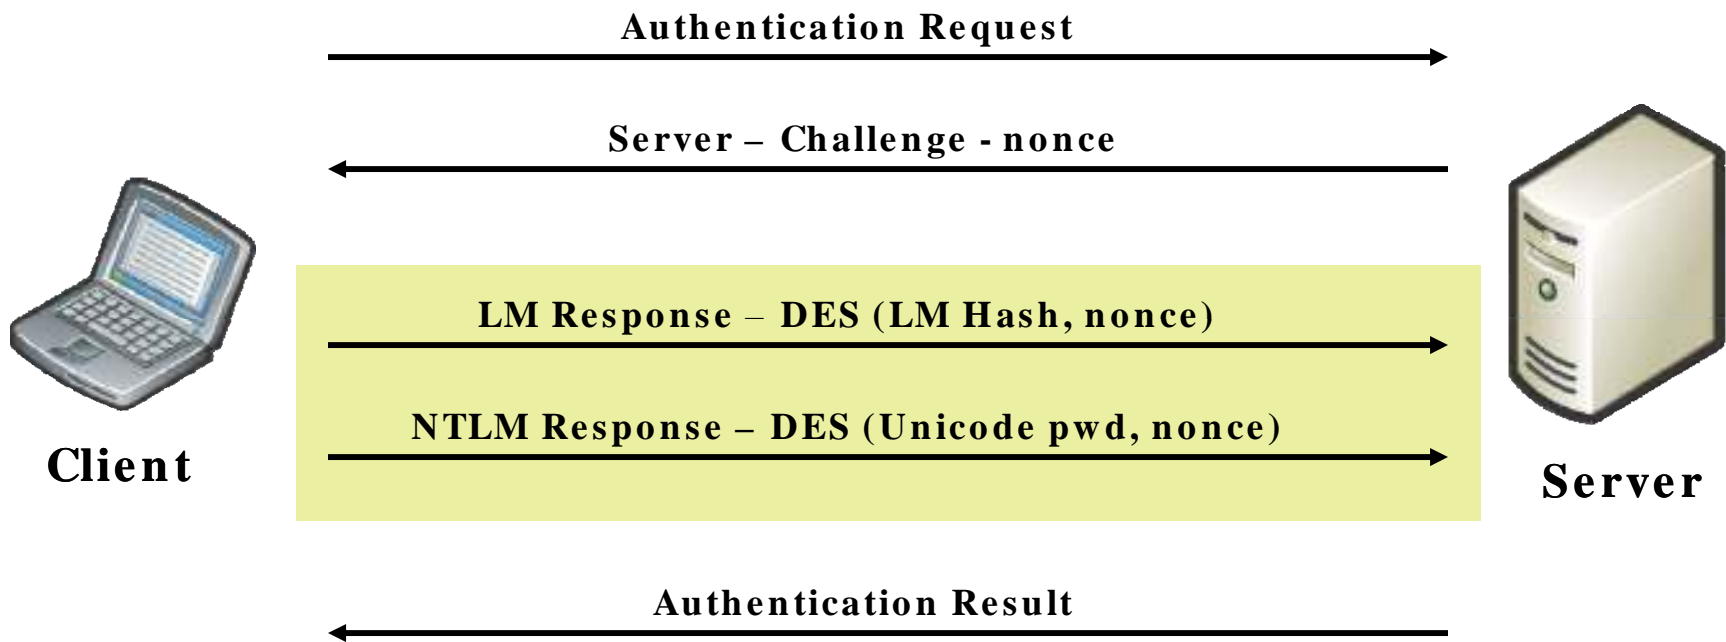 Authentication Request
Server – Challenge - nonce
LM Response – DES (LM Hash, nonce)
NTLM Response – DES (Unicode pwd, nonce)
Client
Server
Authentication Result